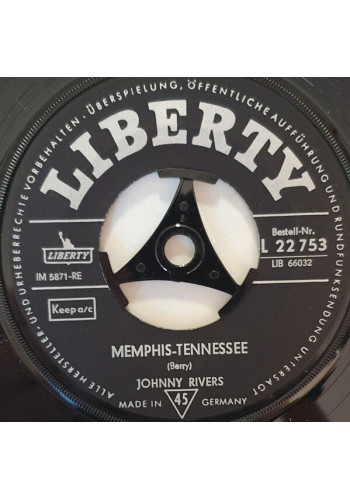 ALLE HERSTELLER- UND URHEBERRECHTE VORBEHALTEN · ÜBERSPIELUNG, ÖFFENTLICHE AUFFÜHRUNG UND RUNDFUNKSENDUNG UNTERSAGT
LIBERTY
LIBERTY
IM 5871-RE
Bestell-Nr.
L 22 753
LIB 66032
Keep a/c
MEMPHIS-TENNESSEE
(Berry)
JOHNNY RIVERS
MADE IN 45 GERMANY